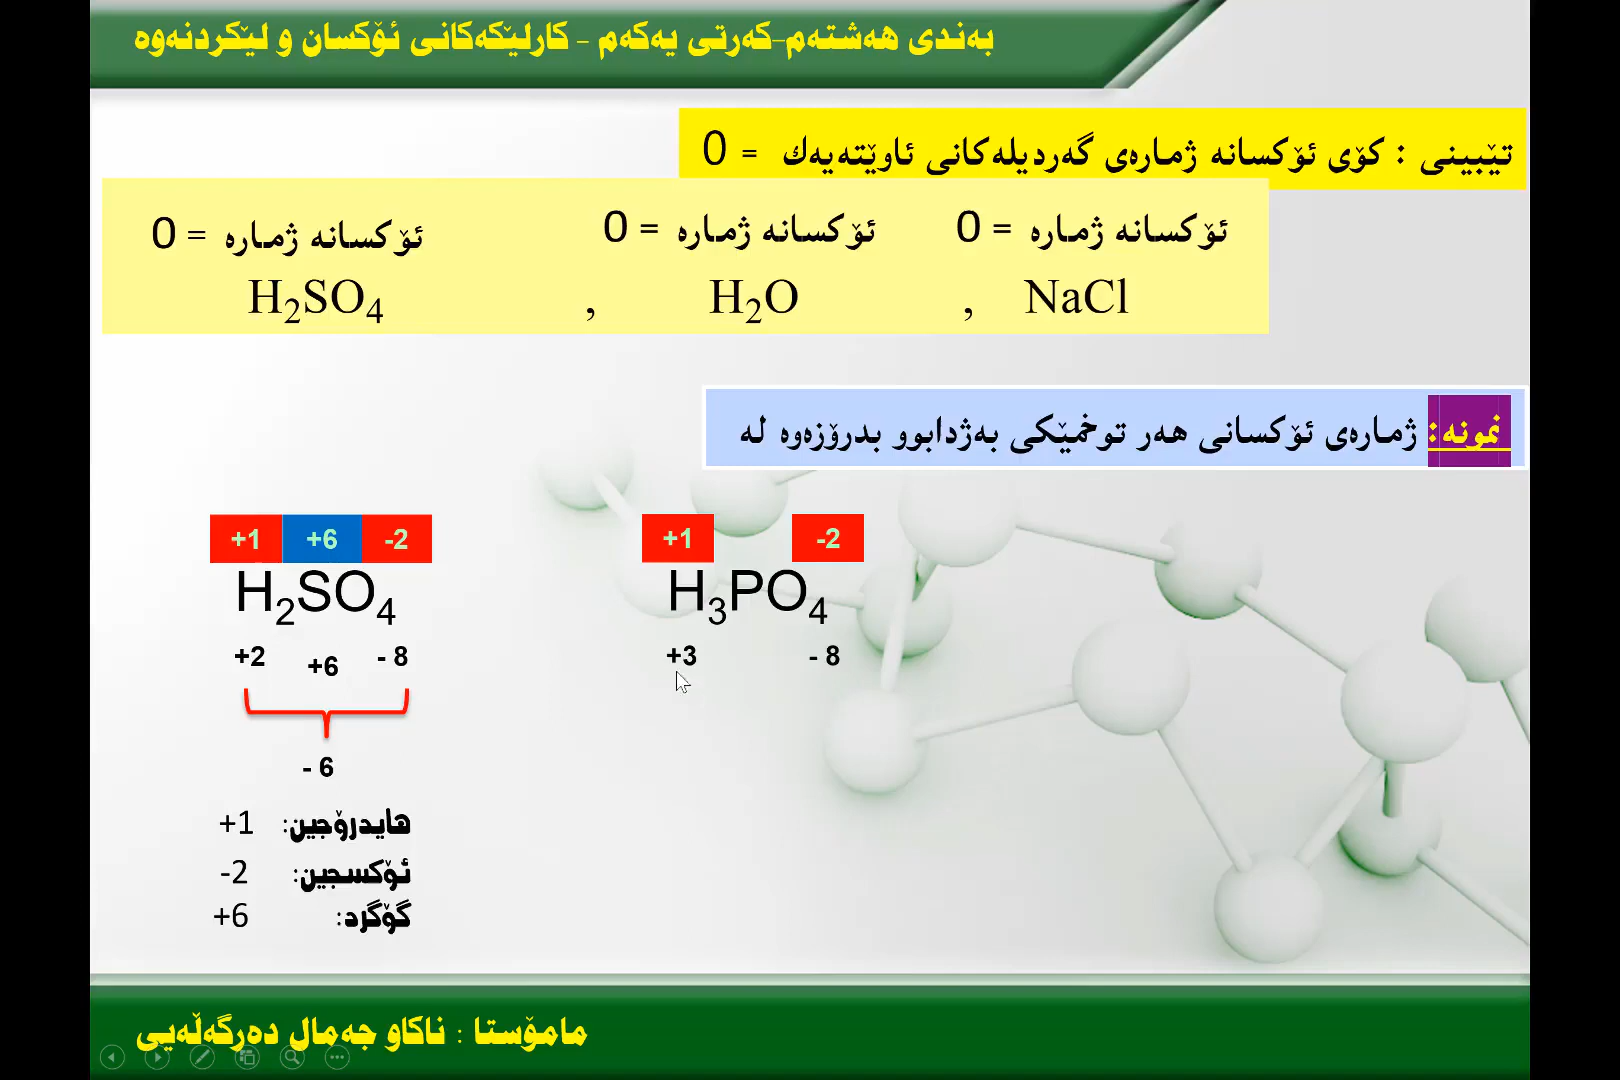 بەندی هەشتەم-کەرتی یەکەم - کارلێکەکانی ئۆکسان و لێکردنەوە
تێبینی : کۆی ئۆکسانە ژمارەی گەردیلەکانی ئاوێتەیەك = 0
ئۆکسانە ژمارە = 0 ئۆکسانە ژمارە = 0 ئۆکسانە ژمارە = 0
H₂SO₄ , H₂O , NaCl
نمونە: ژمارەی ئۆکسانی هەر توخمێکی بەژدابوو بدرۆزەوە لە
+1 +6 -2 +1 -2
H₂SO₄ H₃PO₄
+2 +6 - 8 +3 - 8
- 6
هایدرۆجین: +1
ئۆکسجین: -2
گۆگرد: +6
مامۆستا : ناکاو جەمال دەرگەڵەیی